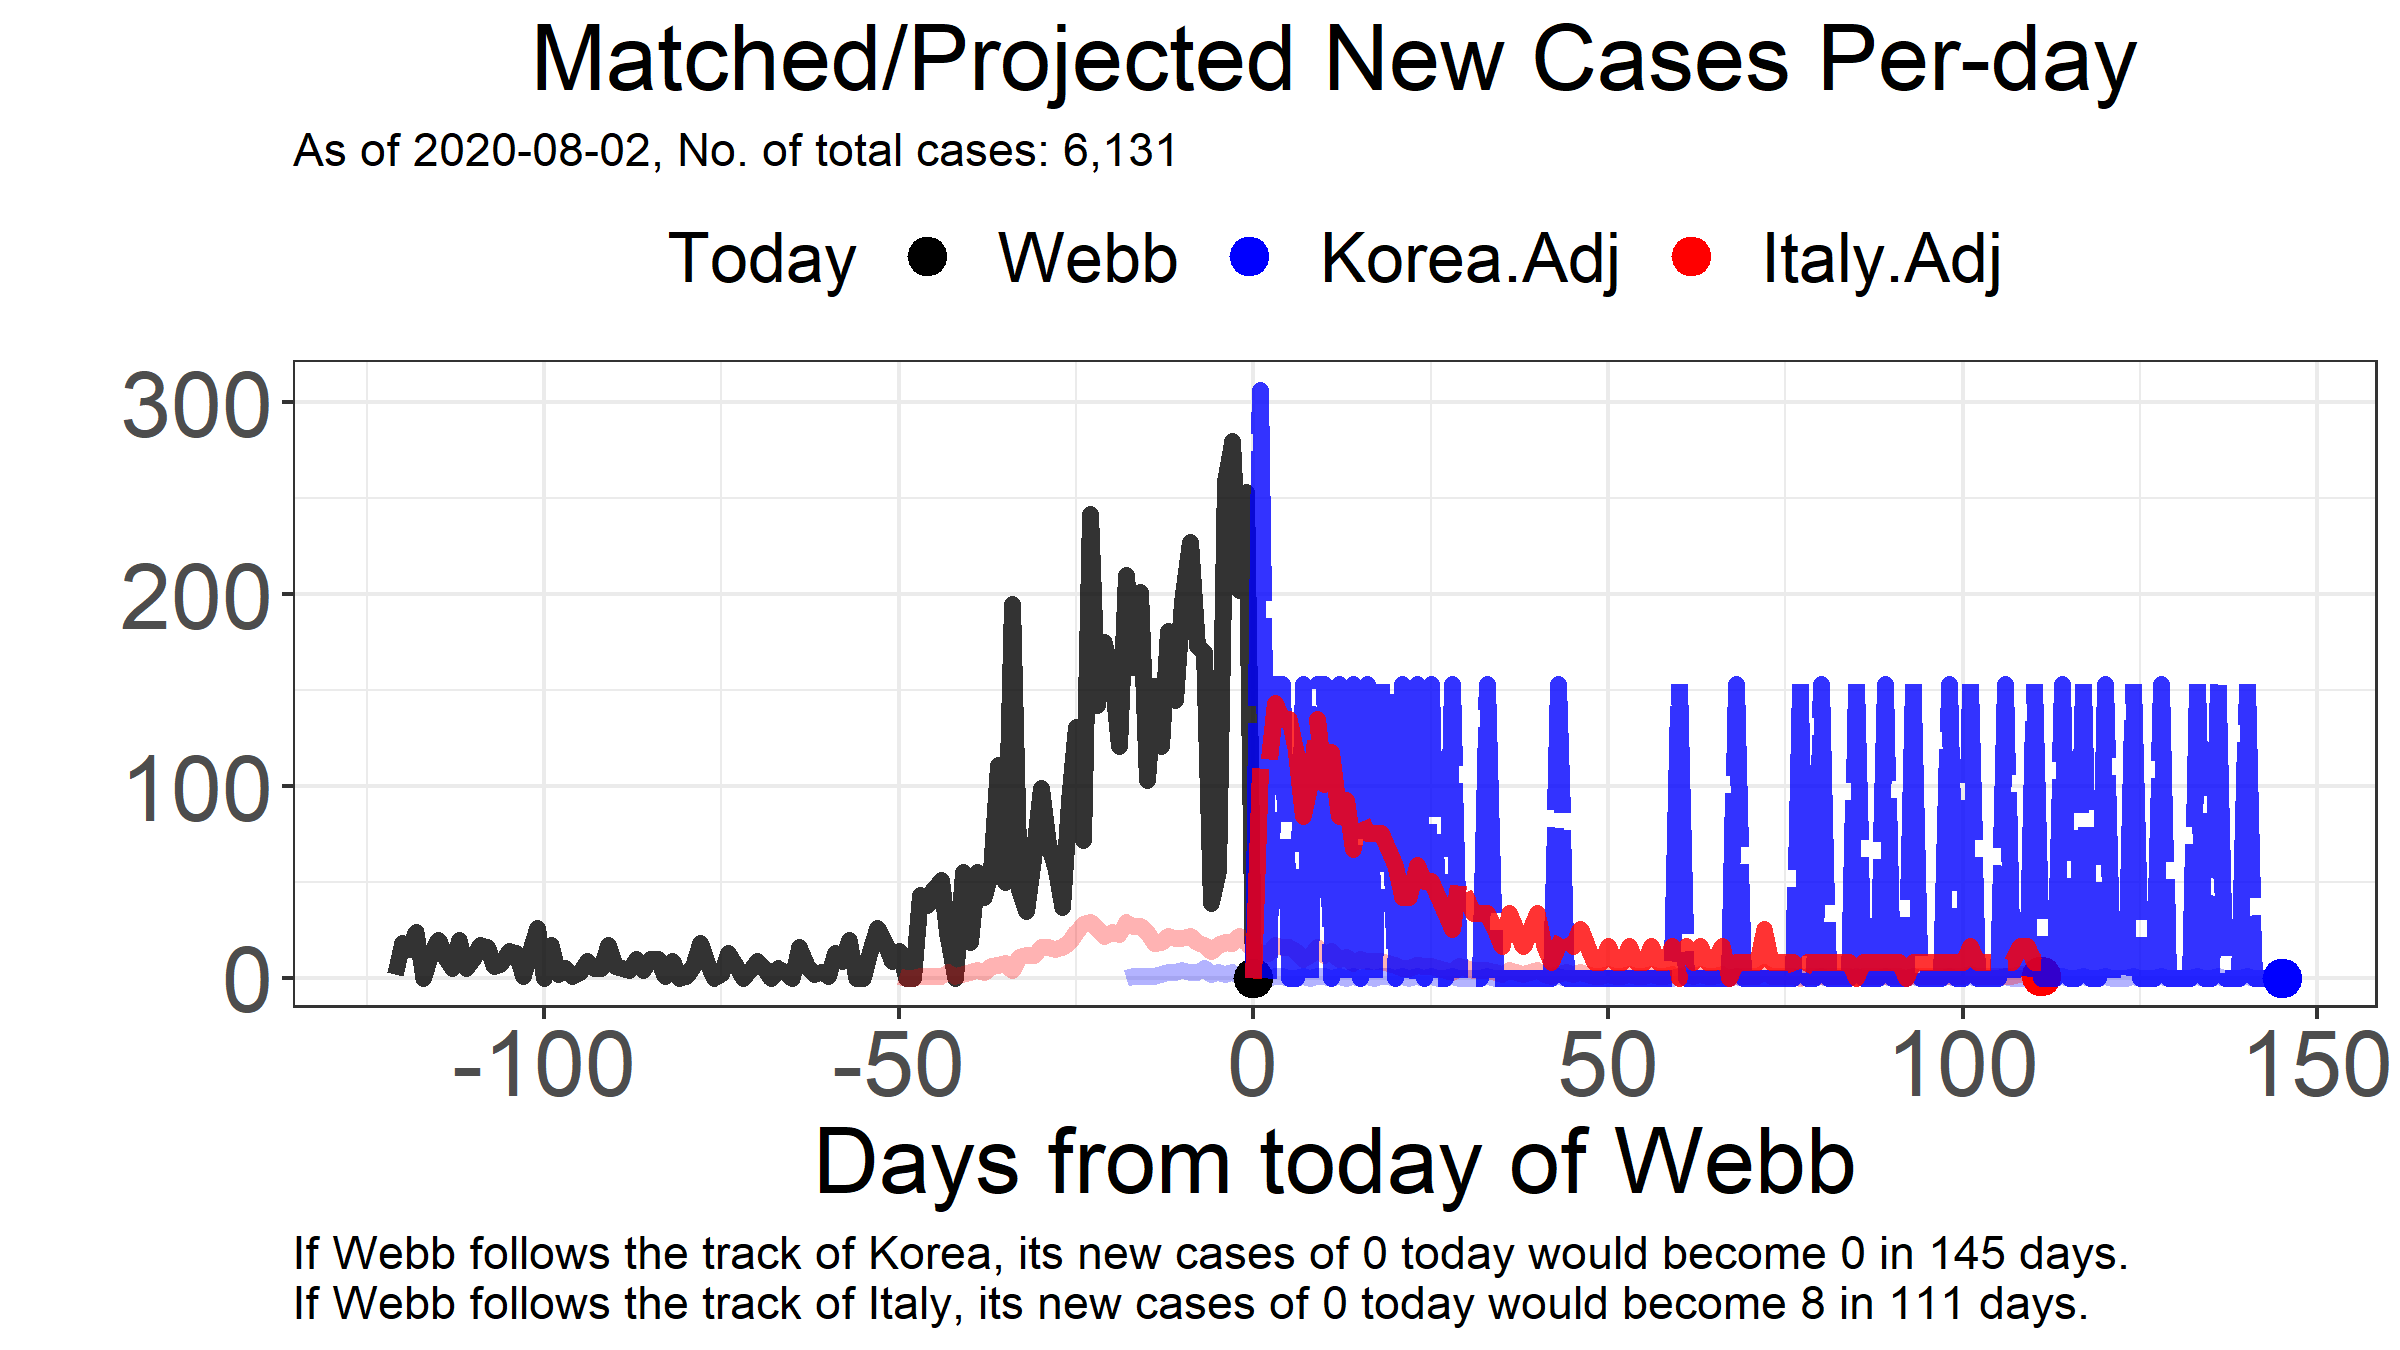 Matched/Projected New Cases Per-day
As of 2020-08-02, No. of total cases: 6,131
Today Webb Korea.Adj Italy.Adj
300
200
100
0
-100 -50 0 50 100 150
Days from today of Webb
If Webb follows the track of Korea, its new cases of 0 today would become 0 in 145 days.
If Webb follows the track of Italy, its new cases of 0 today would become 8 in 111 days.